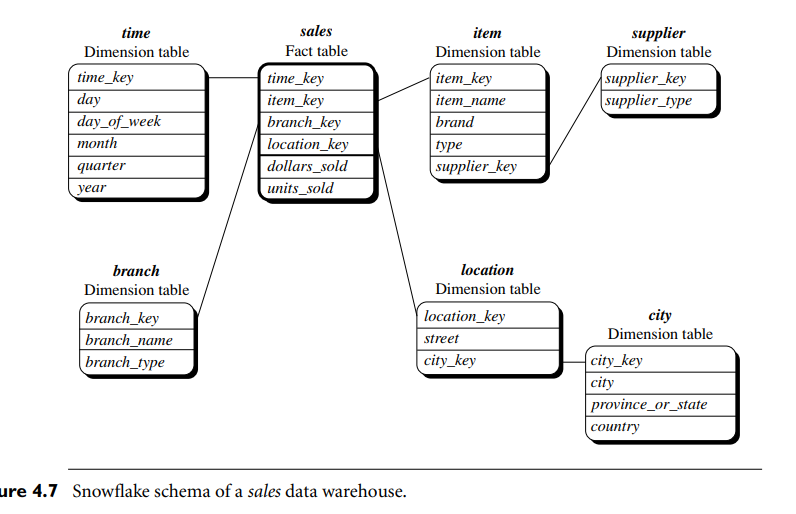 time
Dimension table
time_key
day
day_of_week
month
quarter
year
sales
Fact table
time_key
item_key
branch_key
location_key
dollars_sold
units_sold
item
Dimension table
item_key
item_name
brand
type
supplier_key
supplier
Dimension table
supplier_key
supplier_type
branch
Dimension table
branch_key
branch_name
branch_type
location
Dimension table
location_key
street
city_key
city
Dimension table
city_key
city
province_or_state
country
ure 4.7 Snowflake schema of a sales data warehouse.